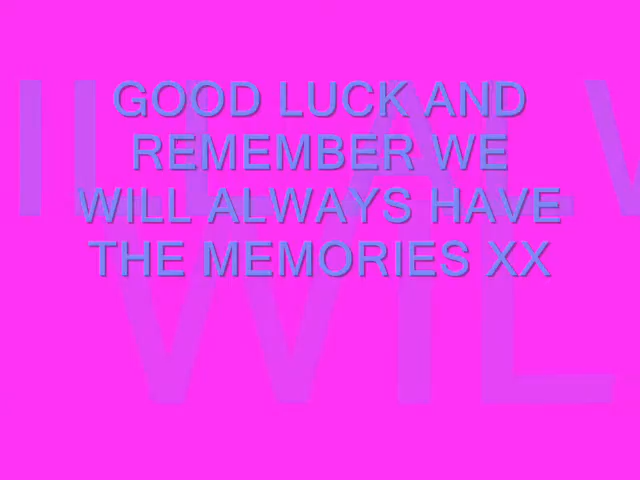 GOOD LUCK AND
REMEMBER WE
WILL ALWAYS HAVE
THE MEMORIES XX